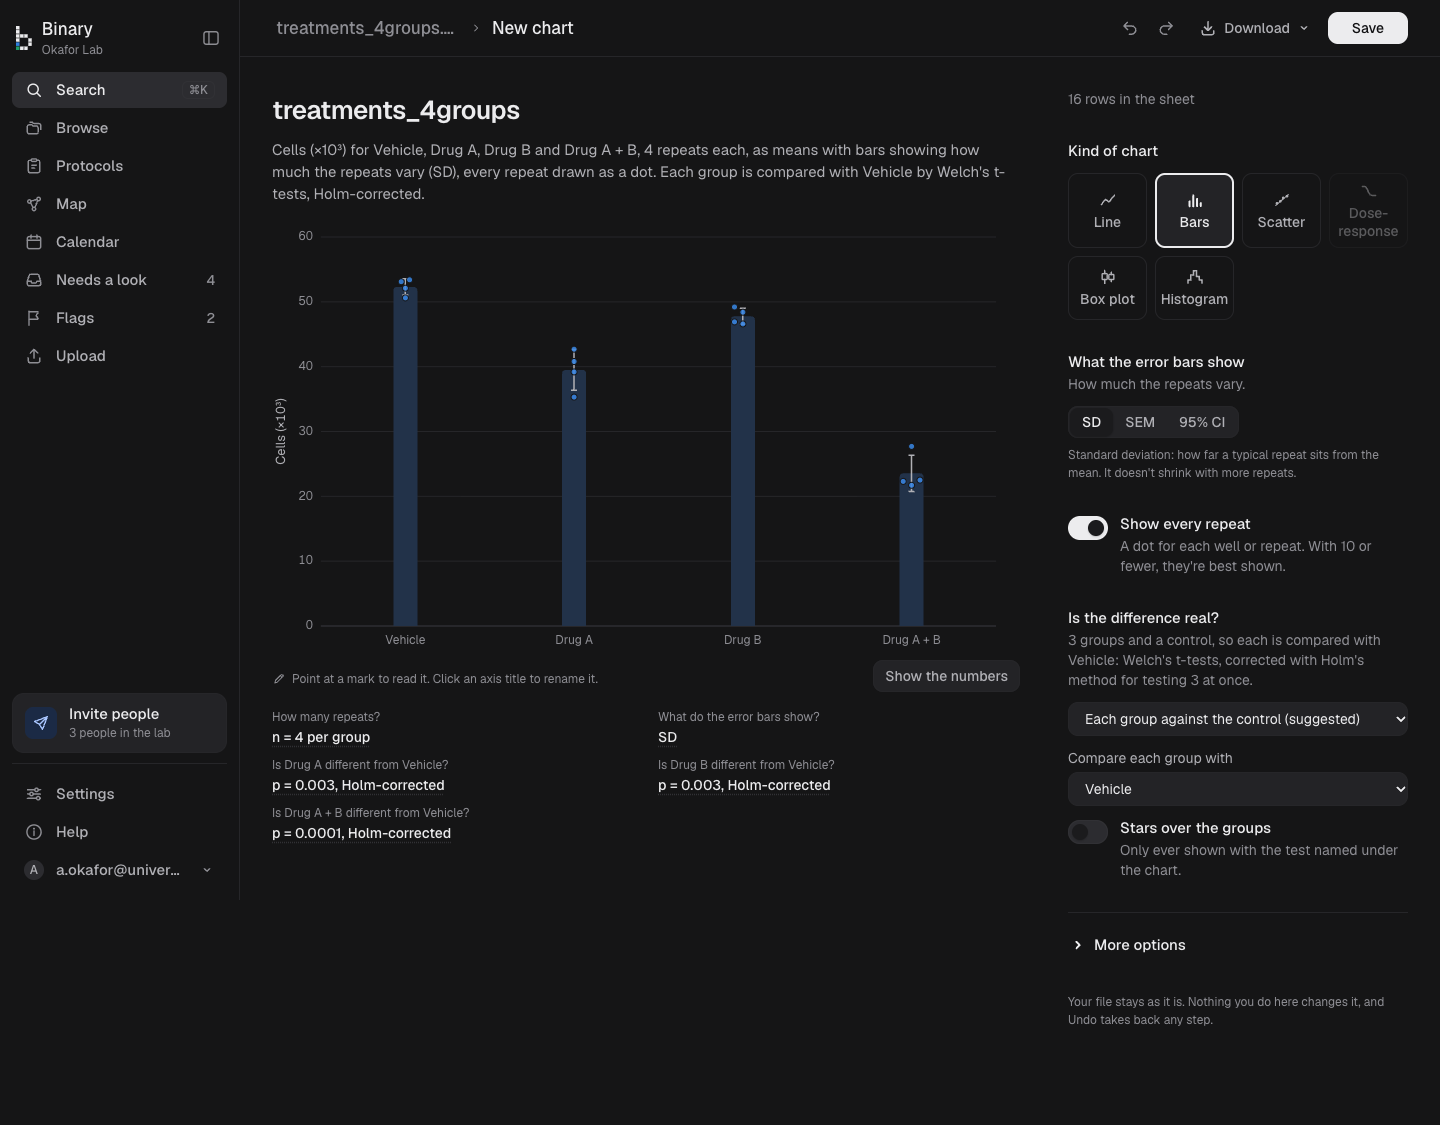 Binary
Okafor Lab
Search ⌘K
Browse
Protocols
Map
Calendar
Needs a look 4
Flags 2
Upload
Invite people
3 people in the lab
Settings
Help
A a.okafor@univer...
treatments_4groups.... › New chart
Download
Save
treatments_4groups
Cells (×10³) for Vehicle, Drug A, Drug B and Drug A + B, 4 repeats each, as means with bars showing how
much the repeats vary (SD), every repeat drawn as a dot. Each group is compared with Vehicle by Welch's t-
tests, Holm-corrected.
60
50
40
30
20
10
0
Cells (×10³)
Vehicle
Drug A
Drug B
Drug A + B
Point at a mark to read it. Click an axis title to rename it.
Show the numbers
How many repeats?
n = 4 per group
What do the error bars show?
SD
Is Drug A different from Vehicle?
p = 0.003, Holm-corrected
Is Drug B different from Vehicle?
p = 0.003, Holm-corrected
Is Drug A + B different from Vehicle?
p = 0.0001, Holm-corrected
16 rows in the sheet
Kind of chart
Line
Bars
Scatter
Dose-
response
Box plot
Histogram
What the error bars show
How much the repeats vary.
SD SEM 95% CI
Standard deviation: how far a typical repeat sits from the
mean. It doesn't shrink with more repeats.
Show every repeat
A dot for each well or repeat. With 10 or
fewer, they're best shown.
Is the difference real?
3 groups and a control, so each is compared with
Vehicle: Welch's t-tests, corrected with Holm's
method for testing 3 at once.
Each group against the control (suggested)
Compare each group with
Vehicle
Stars over the groups
Only ever shown with the test named under
the chart.
More options
Your file stays as it is. Nothing you do here changes it, and
Undo takes back any step.